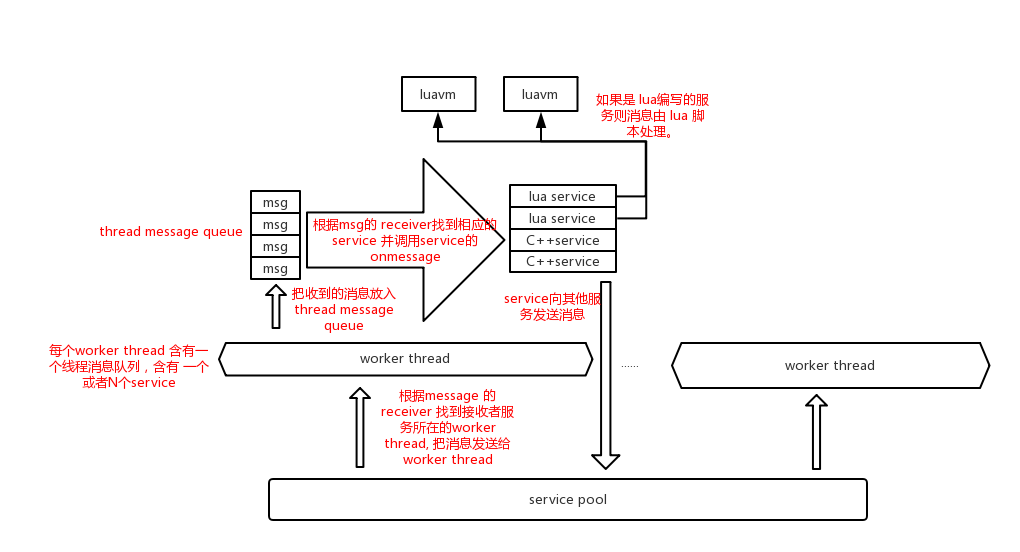 luavm
luavm
如果是 lua编写的服
务则消息由 lua 脚
本处理。
msg
msg
msg
msg
thread message queue
根据msg的 receiver找到相应的
service 并调用service的
onmessage
lua service
lua service
C++service
C++service
把收到的消息放入
thread message
queue
service向其他服
务发送消息
每个worker thread 含有一
个线程消息队列，含有 一个
或者N个service
worker thread
......
worker thread
根据message 的
receiver 找到接收者服
务所在的worker
thread, 把消息发送给
worker thread
service pool